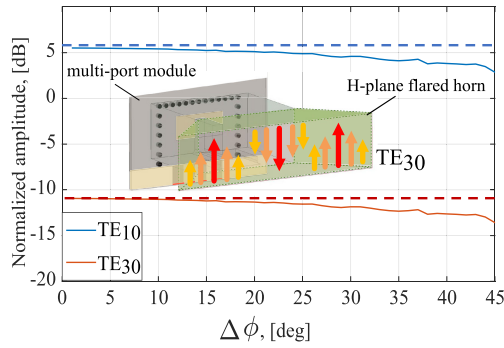 Normalized amplitude, [dB]
10
5
0
-5
-10
-15
-20
multi-port module
H-plane flared horn
TE30
TE10
TE30
0 5 10 15 20 25 30 35 40 45
Δϕ, [deg]